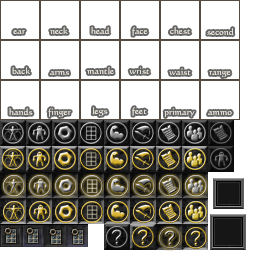 ear neck head face chest second
back arms mantle wrist waist range
hands finger legs feet primary ammo
? ? ? ?